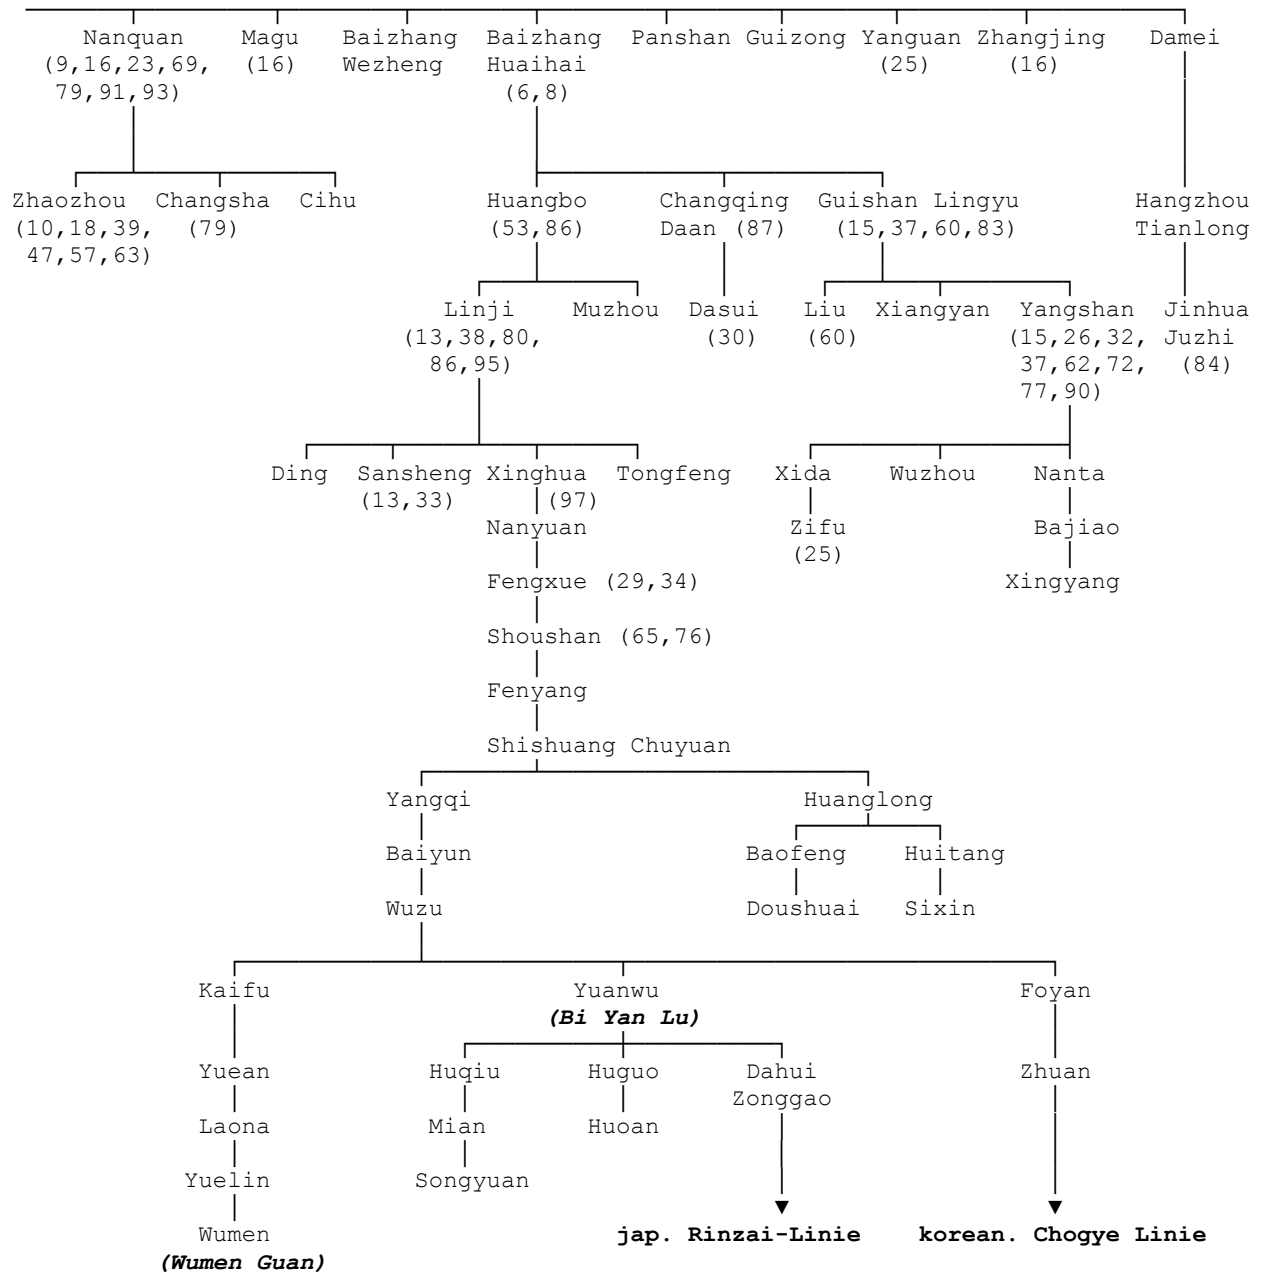 Nanquan Magu Baizhang Baizhang Panshan Guizong Yanguan Zhangjing Damei
(9,16,23,69, (16) Wezheng Huaihai (25) (16)
79,91,93) (6,8)
Zhaozhou Changsha Cihu Huangbo Changqing Guishan Lingyu Hangzhou
(10,18,39, (79) (53,86) Daan (87) (15,37,60,83) Tianlong
47,57,63)
Linji Muzhou Dasui Liu Xiangyan Yangshan Jinhua
(13,38,80, (30) (60) (15,26,32, Juzhi
86,95) 37,62,72, (84)
77,90)
Ding Sansheng Xinghua Tongfeng Xida Wuzhou Nanta
(13,33) (97)
Nanyuan Zifu Bajiao
(25)
Fengxue (29,34) Xingyang
Shoushan (65,76)
Fenyang
Shishuang Chuyuan
Yangqi Huanglong
Baiyun Baofeng Huitang
Wuzu Doushuai Sixin
Kaifu Yuanwu Foyan
(Bi Yan Lu)
Yuean Huqiu Huguo Dahui Zhuan
Zonggao
Laona Mian Huoan
Yuelin Songyuan
Wumen jap. Rinzai-Linie korean. Chogye Linie
(Wumen Guan)